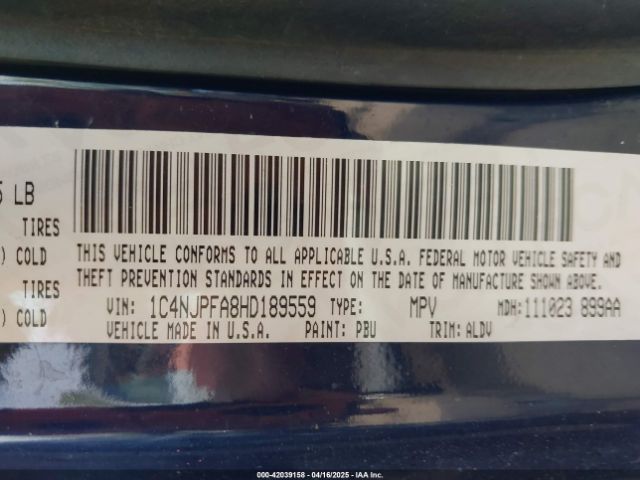 LB
TIRES
) COLD
TIRES
) COLD
THIS VEHICLE CONFORMS TO ALL APPLICABLE U.S.A. FEDERAL MOTOR VEHICLE SAFETY AND
THEFT PREVENTION STANDARDS IN EFFECT ON THE DATE OF MANUFACTURE SHOWN ABOVE.
VIN: 1C4NJPFA8HD189559 TYPE: MPV MDH:111023 899AA
VEHICLE MADE IN U.S.A. PAINT: PBU TRIM: ALDV
000-42039158 - 04/16/2025 - IAA Inc.